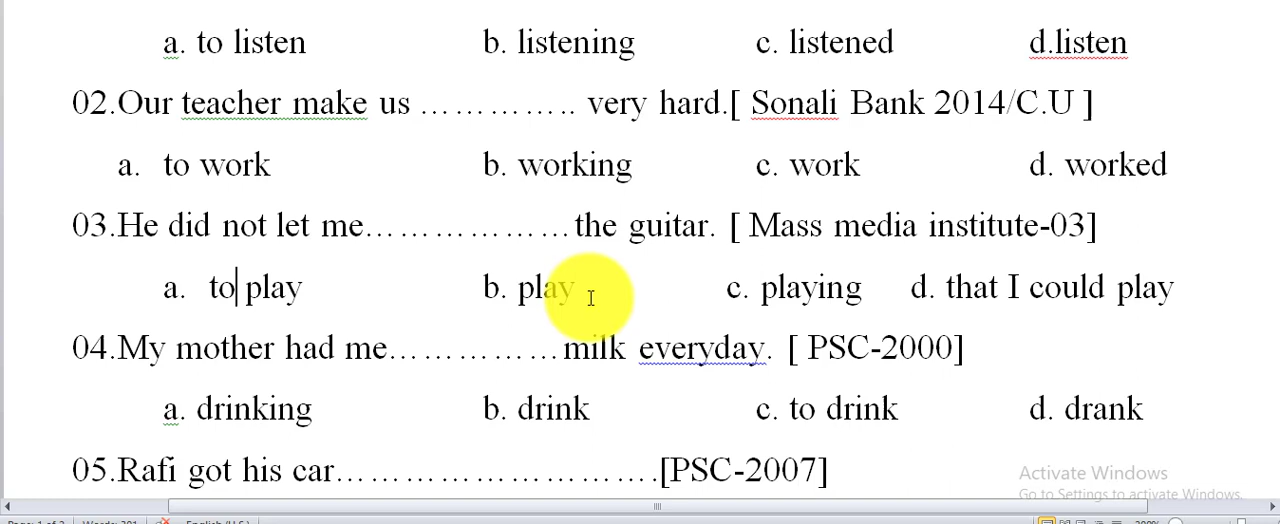 a. to listen b. listening c. listened d.listen
02.Our teacher make us ………….. very hard.[ Sonali Bank 2014/C.U ]
a. to work b. working c. work d. worked
03.He did not let me………………the guitar. [ Mass media institute-03]
a. to play b. play c. playing d. that I could play
04.My mother had me……………milk everyday. [ PSC-2000]
a. drinking b. drink c. to drink d. drank
05.Rafi got his car……………………….[PSC-2007]
Activate Windows
Go to Settings to activate Windows.